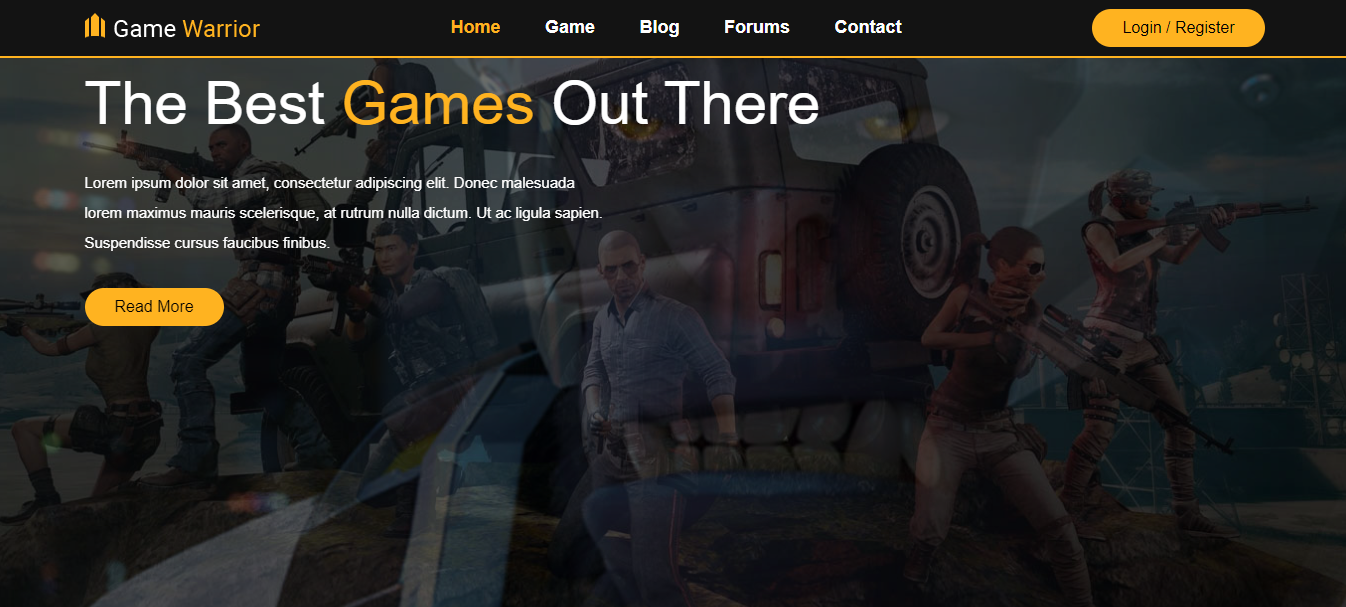 Game Warrior
Home Game Blog Forums Contact
Login / Register
The Best Games Out There
Lorem ipsum dolor sit amet, consectetur adipiscing elit. Donec malesuada
lorem maximus mauris scelerisque, at rutrum nulla dictum. Ut ac ligula sapien.
Suspendisse cursus faucibus finibus.
Read More